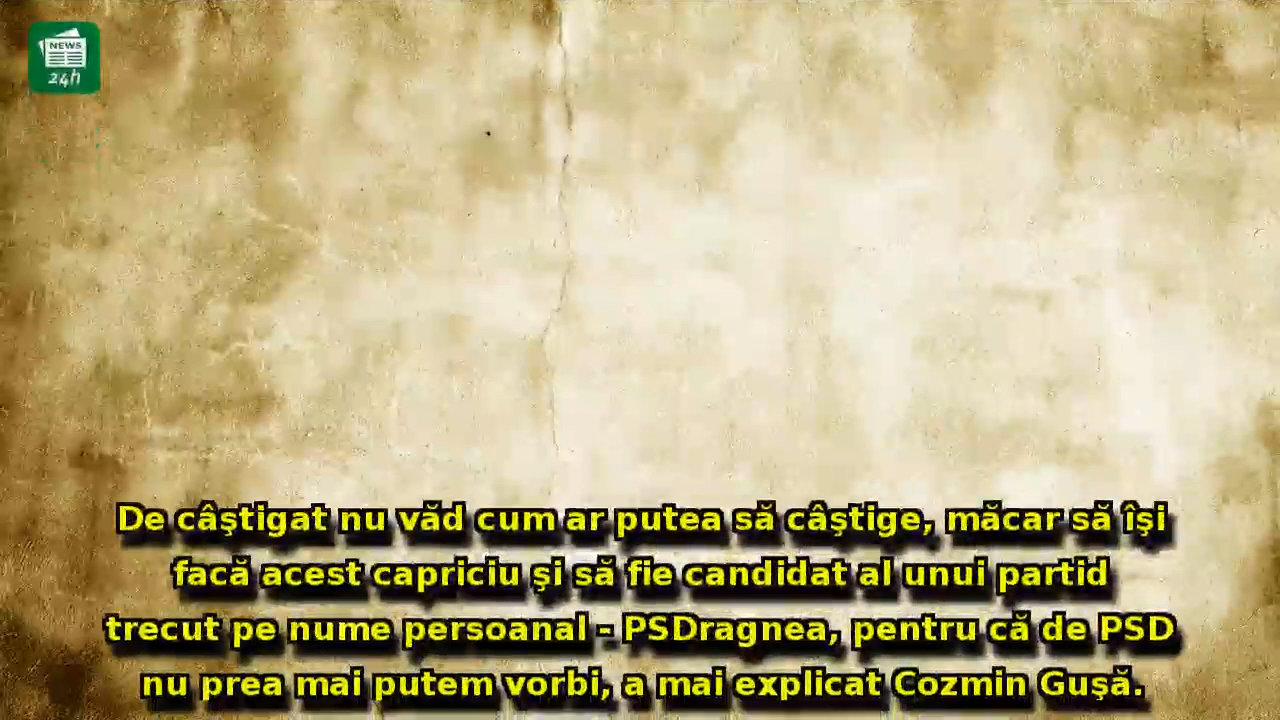 NEWS
24h
De câştigat nu văd cum ar putea să câştige, măcar să îşi
facă acest capriciu şi să fie candidat al unui partid
trecut pe nume persoanal - PSDragnea, pentru că de PSD
nu prea mai putem vorbi, a mai explicat Cozmin Guşă.